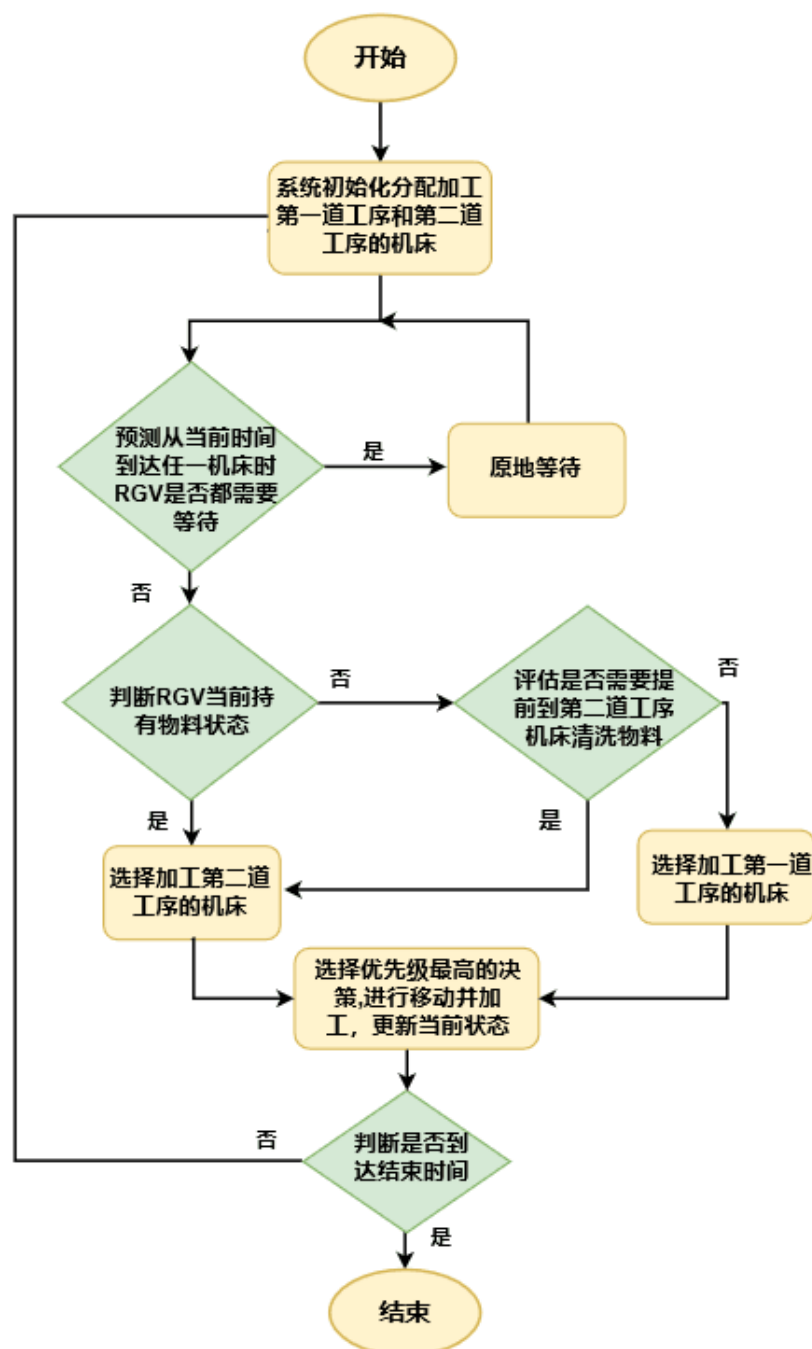 开始
系统初始化分配加工
第一道工序和第二道
工序的机床
预测从当前时间
到达任一机床时
RGV是否都需要
等待
是
原地等待
否
判断RGV当前持
有物料状态
否
评估是否需要提
前到第二道工序
机床清洗物料
否
是
是
选择加工第二道
工序的机床
选择加工第一道
工序的机床
选择优先级最高的决
策,进行移动并加
工，更新当前状态
否
判断是否到
达结束时间
是
结束